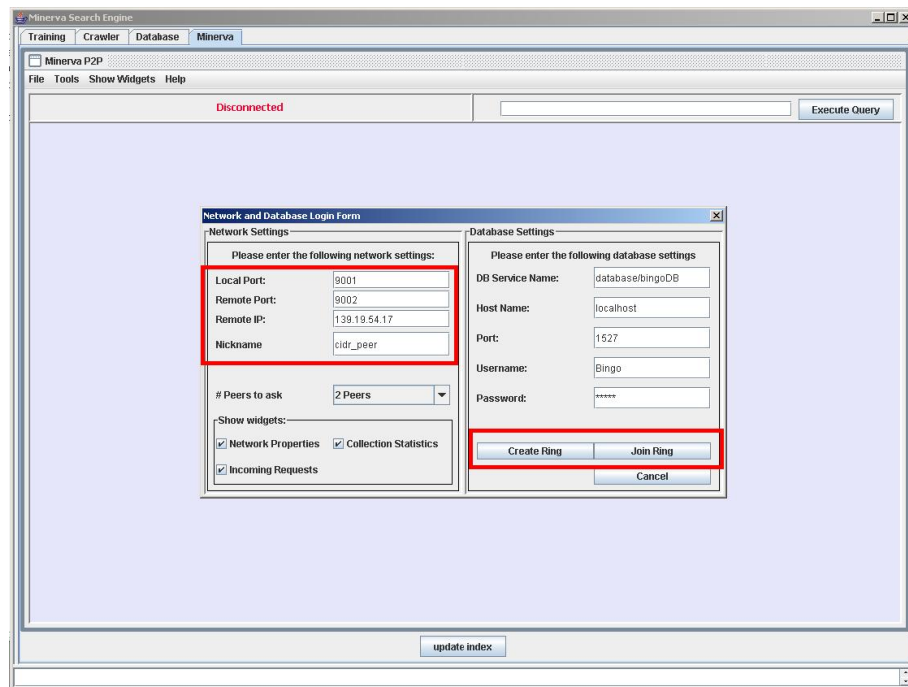 Minerva Search Engine
Training Crawler Database Minerva
Minerva P2P
File Tools Show Widgets Help
Disconnected
Execute Query
Network and Database Login Form
Network Settings
Please enter the following network settings:
Local Port: 9001
Remote Port: 9002
Remote IP: 139.19.54.17
Nickname cidr_peer
# Peers to ask 2 Peers
Show widgets:
Network Properties Collection Statistics
Incoming Requests
Database Settings
Please enter the following database settings
DB Service Name: database/bingoDB
Host Name: localhost
Port: 1527
Username: Bingo
Password: *****
Create Ring Join Ring
Cancel
update index